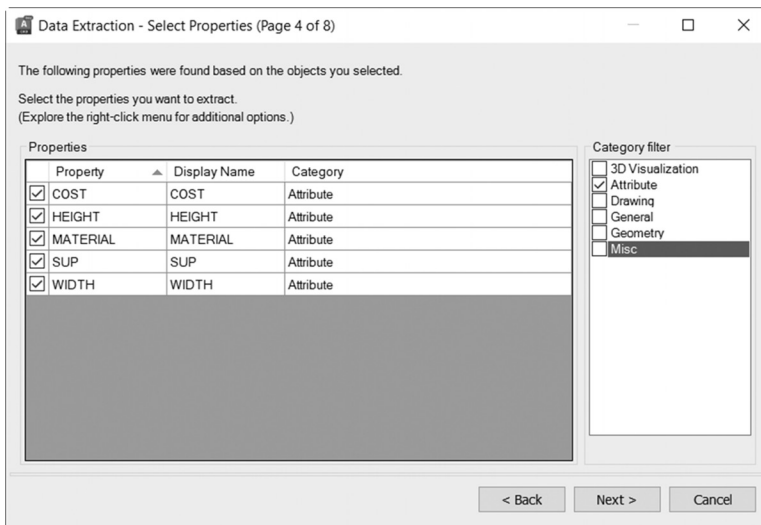 Data Extraction - Select Properties (Page 4 of 8)
The following properties were found based on the objects you selected.
Select the properties you want to extract.
(Explore the right-click menu for additional options.)
Properties
Property Display Name Category
COST COST Attribute
HEIGHT HEIGHT Attribute
MATERIAL MATERIAL Attribute
SUP SUP Attribute
WIDTH WIDTH Attribute
Category filter
3D Visualization
Attribute
Drawing
General
Geometry
Misc
< Back Next > Cancel